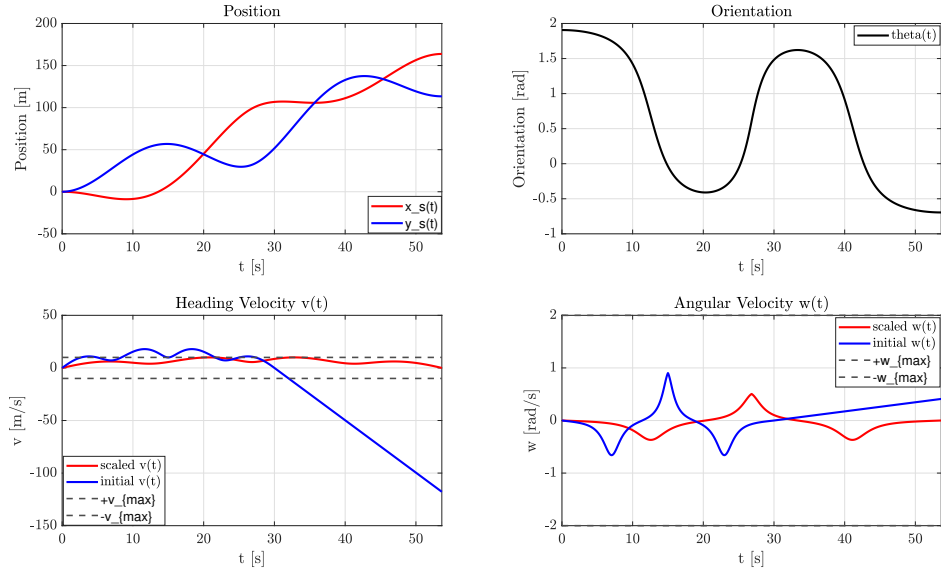 Position
200
150
100
50
0
-50
Position [m]
0 10 20 30 40 50
t [s]
x_s(t)
y_s(t)
Orientation
2
1.5
1
0.5
0
-0.5
-1
Orientation [rad]
0 10 20 30 40 50
t [s]
theta(t)
Heading Velocity v(t)
50
0
-50
-100
-150
v [m/s]
0 10 20 30 40 50
t [s]
scaled v(t)
initial v(t)
+v_{max}
-v_{max}
Angular Velocity w(t)
2
1
0
-1
-2
w [rad/s]
0 10 20 30 40 50
t [s]
scaled w(t)
initial w(t)
+w_{max}
-w_{max}